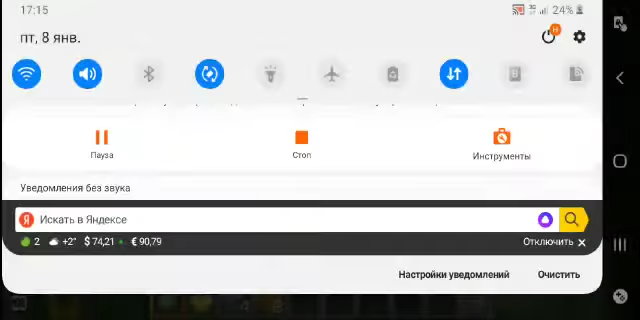 17:15
24%
пт, 8 янв.
N
Пауза
Стоп
Инструменты
Уведомления без звука
Я Искать в Яндексе
2 +2° $ 74,21 € 90,79 Отключить ×
Настройки уведомлений Очистить